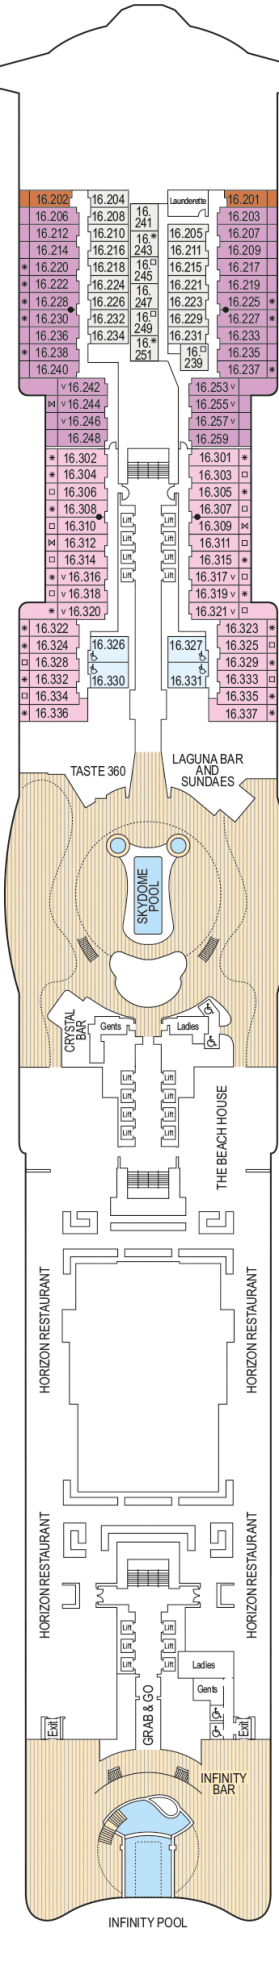 16.202 16.204 Launderette 16.201
16.206 16.208 16.241 16.203
16.212 16.210 16.205 16.207
16.214 16.216 16.*243 16.211 16.209
* 16.220 16.218 16.□245 16.215 16.217
* 16.222 16.224 16.221 16.219
* 16.228 16.226 16.247 16.223 16.225 *
* 16.230 16.232 16.□249 16.229 16.227 *
16.236 16.234 16.231 16.233
* 16.238 16.*251 16.□239 16.235
16.240 16.237 *
v 16.242 16.253 v
v 16.244 16.255 v
v 16.246 16.257 v
16.248 16.259
* 16.302 16.301 *
* 16.304 16.303 □
□ 16.306 16.305 *
* 16.308 Lift Lift 16.307 □
□ 16.310 Lift Lift 16.309
16.312 Lift Lift 16.311 □
□ 16.314 16.315 *
* v 16.316 Lift Lift 16.317 v □
□ v 16.318 16.319 v *
* v 16.320 16.321 v □
* 16.322 16.323 *
* 16.324 16.326 16.327 16.325 □
□ 16.328 16.329 *
* 16.332 16.330 16.331 16.333 □
□ 16.334 16.335 *
* 16.336 16.337 *
TASTE 360
LAGUNA BAR
AND
SUNDAES
SKYDOME
POOL
CRYSTAL
BAR
Gents
Ladies
Lift Lift
Lift Lift
Lift Lift
Lift Lift
THE BEACH HOUSE
HORIZON RESTAURANT
HORIZON RESTAURANT
HORIZON RESTAURANT
HORIZON RESTAURANT
Lift Lift
Lift Lift
Lift Lift
Ladies
Gents
GRAB & GO
Exit
Exit
INFINITY
BAR
INFINITY POOL